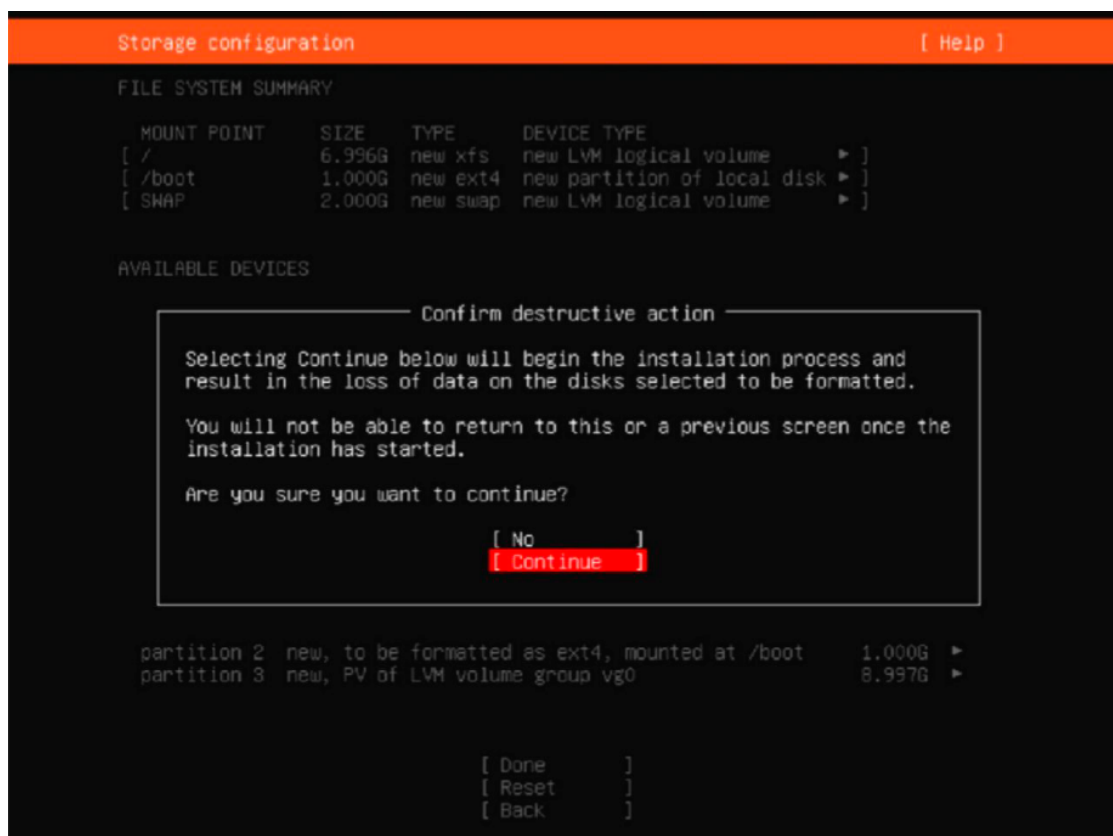 Storage configuration [ Help ]
FILE SYSTEM SUMMARY
MOUNT POINT SIZE TYPE DEVICE TYPE
[ / 6.996G new xfs new LVM logical volume ▸ ]
[ /boot 1.000G new ext4 new partition of local disk ▸ ]
[ SWAP 2.000G new swap new LVM logical volume ▸ ]
AVAILABLE DEVICES
Confirm destructive action
Selecting Continue below will begin the installation process and
result in the loss of data on the disks selected to be formatted.
You will not be able to return to this or a previous screen once the
installation has started.
Are you sure you want to continue?
[ No ]
[ Continue ]
partition 2 new, to be formatted as ext4, mounted at /boot 1.000G ▸
partition 3 new, PV of LVM volume group vg0 8.997G ▸
[ Done ]
[ Reset ]
[ Back ]